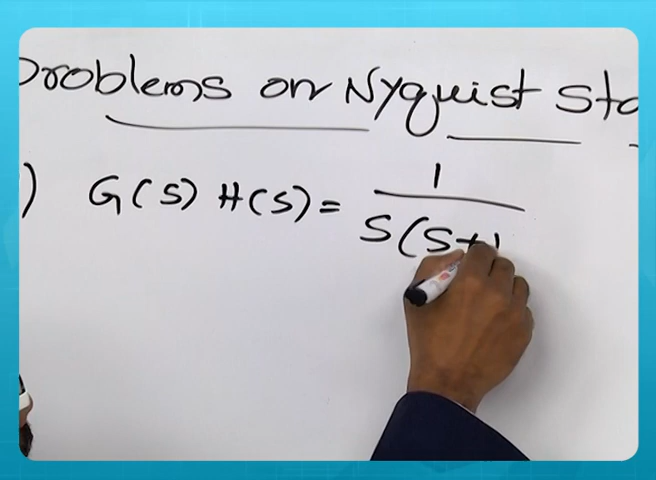 Problems on Nyquist Sta
) G(S) H(S) = 1
S(S+1